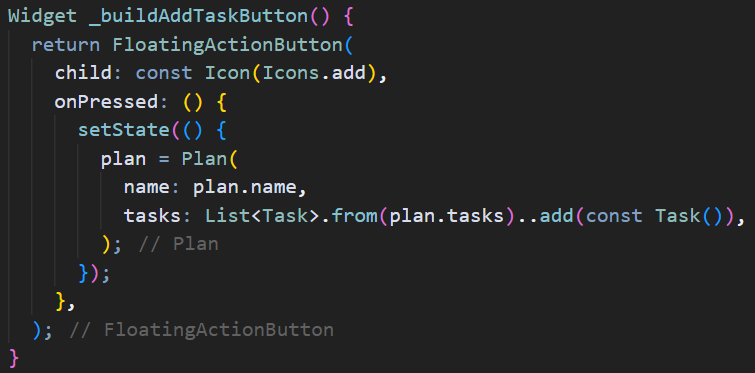 Widget _buildAddTaskButton() {
  return FloatingActionButton(
    child: const Icon(Icons.add),
    onPressed: () {
      setState(() {
        plan = Plan(
          name: plan.name,
          tasks: List<Task>.from(plan.tasks)..add(const Task()),
        ); // Plan
      });
    },
  ); // FloatingActionButton
}